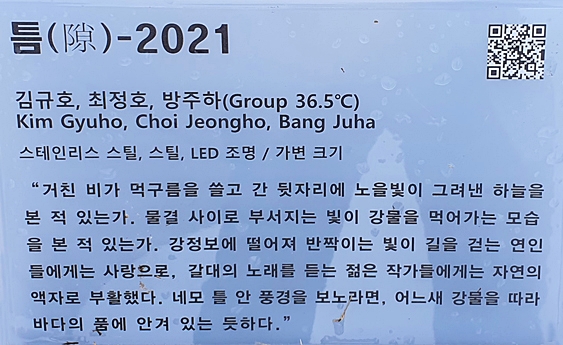 틈(隙)-2021
김규호, 최정호, 방주하(Group 36.5℃)
Kim Gyuho, Choi Jeongho, Bang Juha
스테인리스 스틸, 스틸, LED 조명 / 가변 크기
“거친 비가 먹구름을 쓸고 간 뒷자리에 노을빛이 그려낸 하늘을
본 적 있는가. 물결 사이로 부서지는 빛이 강물을 먹어가는 모습
을 본 적 있는가. 강정보에 떨어져 반짝이는 빛이 길을 걷는 연인
들에게는 사랑으로, 갈대의 노래를 듣는 젊은 작가들에게는 자연의
액자로 부활했다. 네모 틀 안 풍경을 보노라면, 어느새 강물을 따라
바다의 품에 안겨 있는 듯하다.”